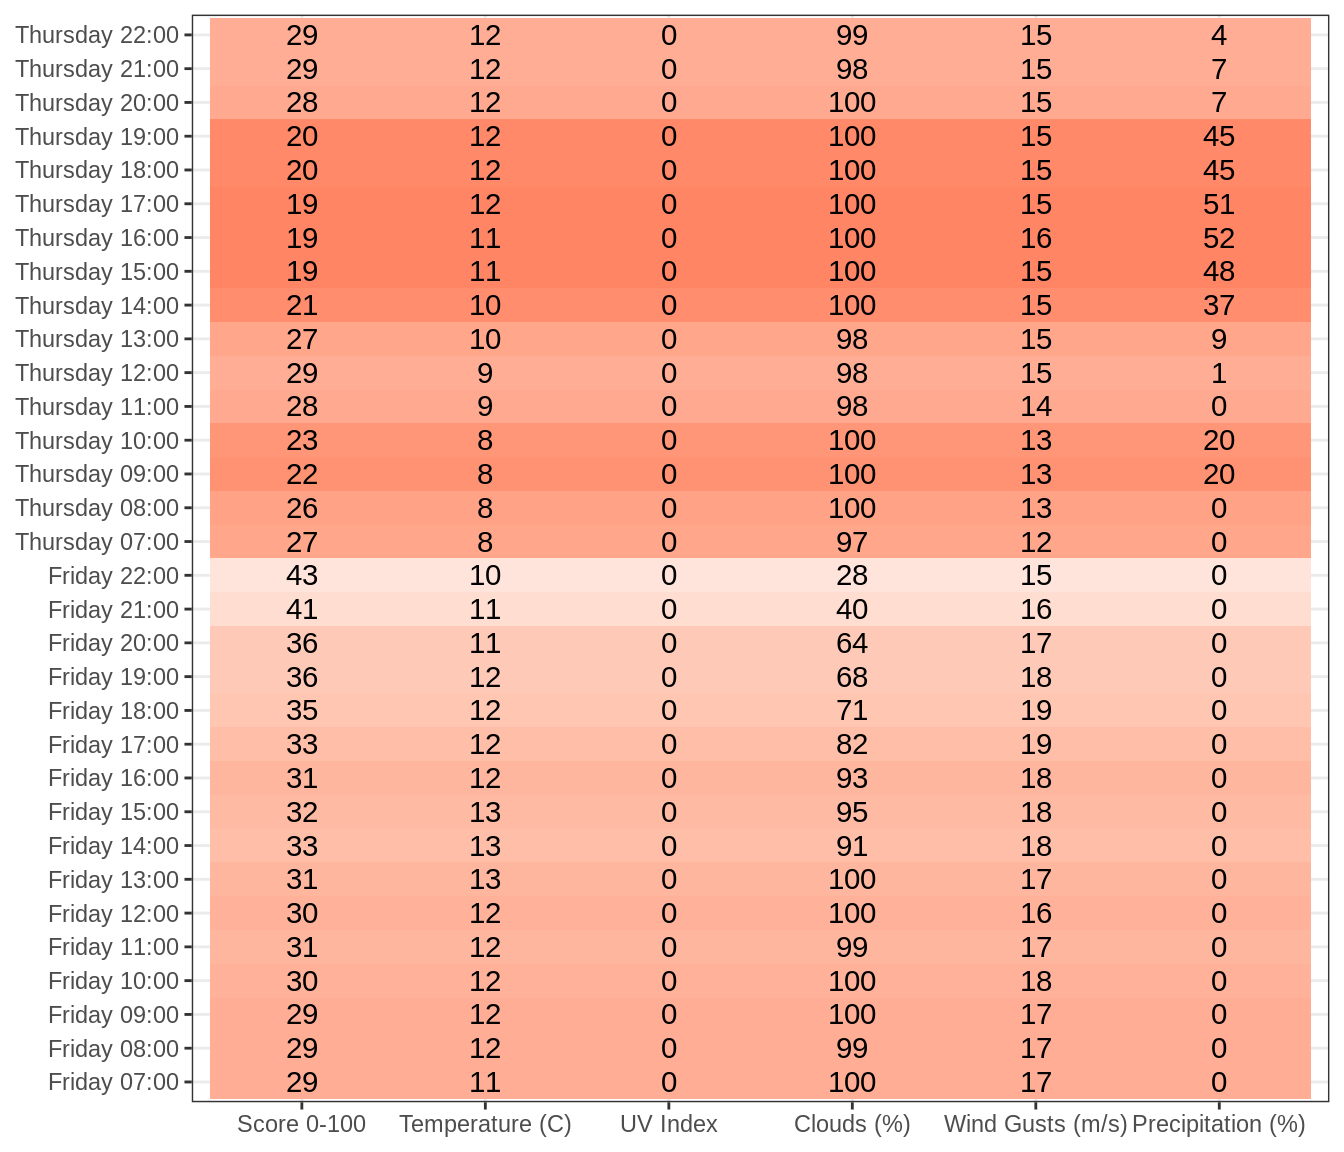 Thursday 22:00 29 12 0 99 15 4
Thursday 21:00 29 12 0 98 15 7
Thursday 20:00 28 12 0 100 15 7
Thursday 19:00 20 12 0 100 15 45
Thursday 18:00 20 12 0 100 15 45
Thursday 17:00 19 12 0 100 15 51
Thursday 16:00 19 11 0 100 16 52
Thursday 15:00 19 11 0 100 15 48
Thursday 14:00 21 10 0 100 15 37
Thursday 13:00 27 10 0 98 15 9
Thursday 12:00 29 9 0 98 15 1
Thursday 11:00 28 9 0 98 14 0
Thursday 10:00 23 8 0 100 13 20
Thursday 09:00 22 8 0 100 13 20
Thursday 08:00 26 8 0 100 13 0
Thursday 07:00 27 8 0 97 12 0
Friday 22:00 43 10 0 28 15 0
Friday 21:00 41 11 0 40 16 0
Friday 20:00 36 11 0 64 17 0
Friday 19:00 36 12 0 68 18 0
Friday 18:00 35 12 0 71 19 0
Friday 17:00 33 12 0 82 19 0
Friday 16:00 31 12 0 93 18 0
Friday 15:00 32 13 0 95 18 0
Friday 14:00 33 13 0 91 18 0
Friday 13:00 31 13 0 100 17 0
Friday 12:00 30 12 0 100 16 0
Friday 11:00 31 12 0 99 17 0
Friday 10:00 30 12 0 100 18 0
Friday 09:00 29 12 0 100 17 0
Friday 08:00 29 12 0 99 17 0
Friday 07:00 29 11 0 100 17 0
Score 0-100 Temperature (C) UV Index Clouds (%) Wind Gusts (m/s) Precipitation (%)